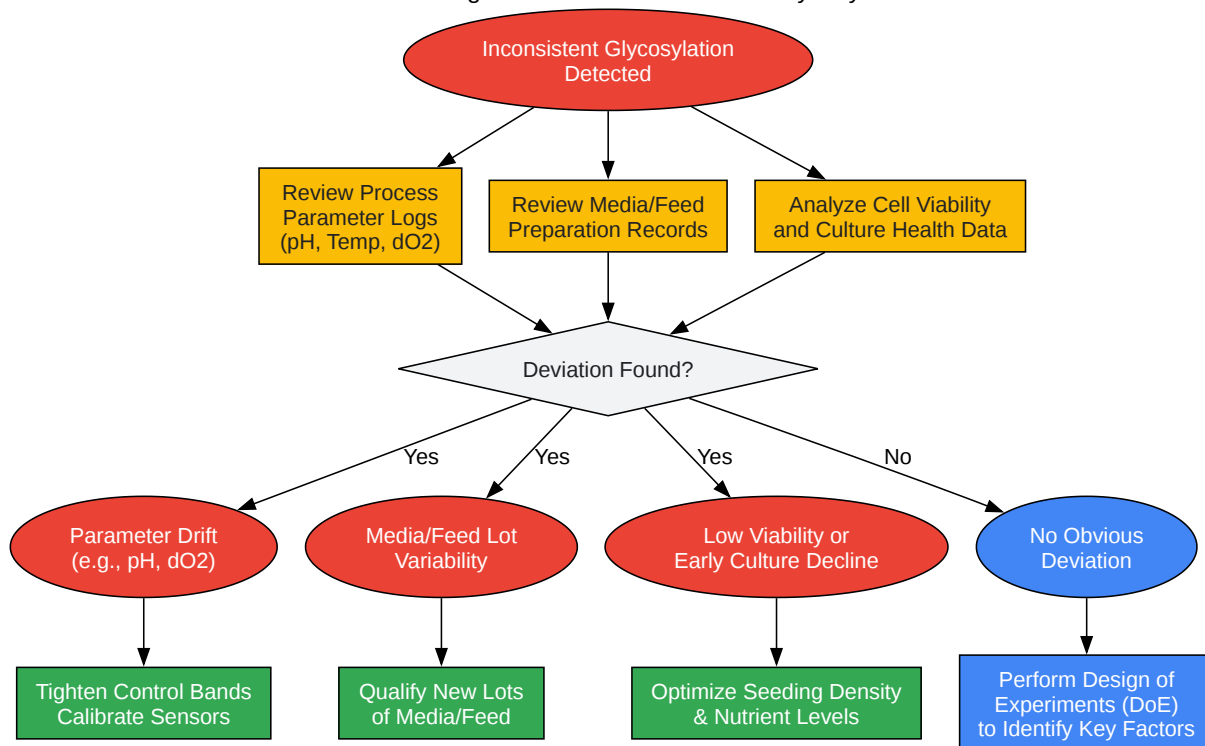 Inconsistent Glycosylation
Detected
Review Process
Parameter Logs
(pH, Temp, dO2)
Review Media/Feed
Preparation Records
Analyze Cell Viability
and Culture Health Data
Deviation Found?
Yes
Yes
Yes
No
Parameter Drift
(e.g., pH, dO2)
Media/Feed Lot
Variability
Low Viability or
Early Culture Decline
No Obvious
Deviation
Tighten Control Bands
Calibrate Sensors
Qualify New Lots
of Media/Feed
Optimize Seeding Density
& Nutrient Levels
Perform Design of
Experiments (DoE)
to Identify Key Factors